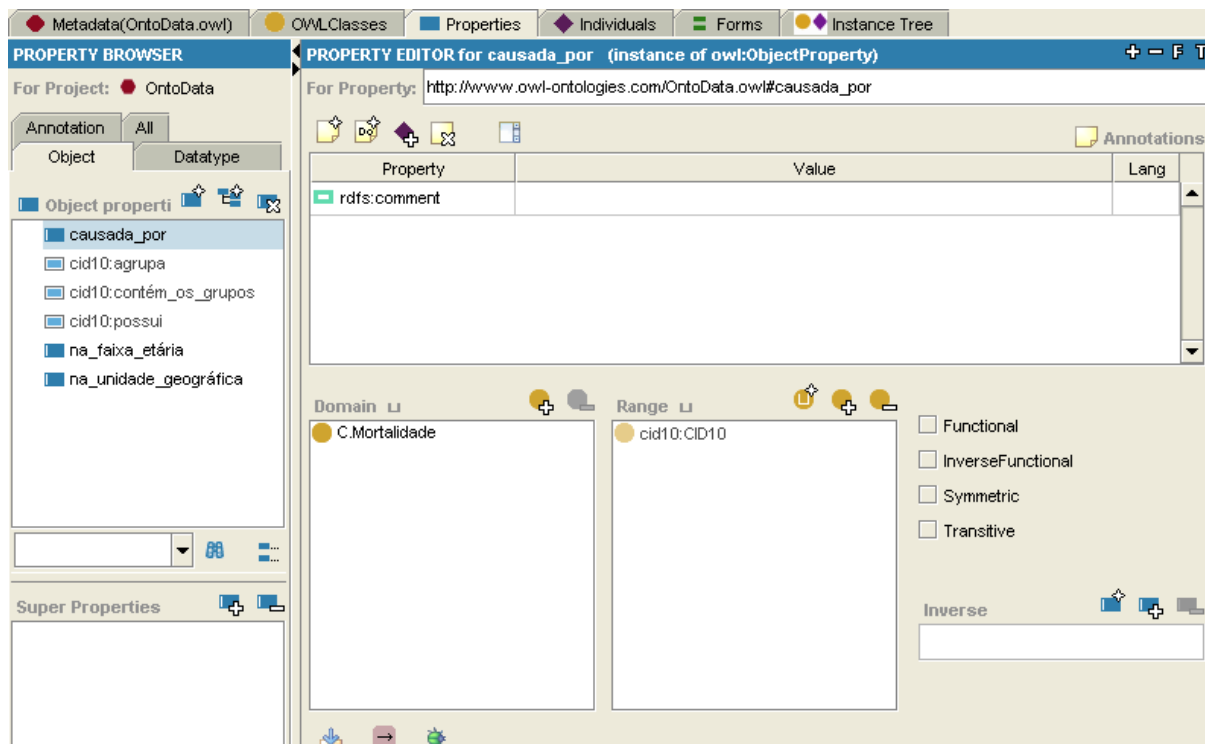 Metadata(OntoData.owl) OWLClasses Properties Individuals Forms Instance Tree
PROPERTY BROWSER
For Project: OntoData
Annotation All
Object Datatype
Object properti
causada_por
cid10:agrupa
cid10:contém_os_grupos
cid10:possui
na_faixa_etária
na_unidade_geográfica
Super Properties
PROPERTY EDITOR for causada_por (instance of owl:ObjectProperty) F T
For Property: http://www.owl-ontologies.com/OntoData.owl#causada_por
Annotations
Property Value Lang
rdfs:comment
Domain
C.Mortalidade
Range
cid10:CID10
Functional
InverseFunctional
Symmetric
Transitive
Inverse